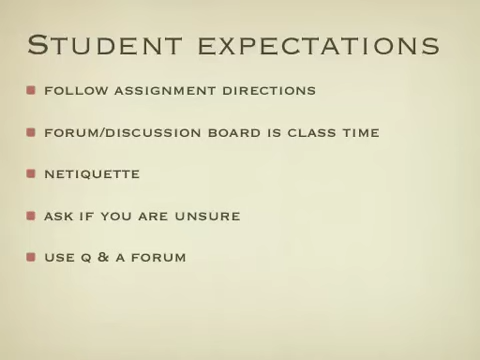 Student expectations
follow assignment directions
forum/discussion board is class time
netiquette
ask if you are unsure
use q & a forum